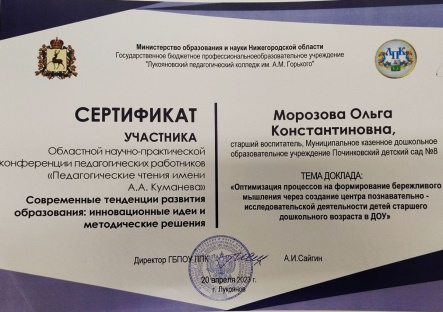 Министерство образования и науки Нижегородской области
Государственное бюджетное профессиональнообразовательное учреждение
"Лукояновский педагогический колледж им. А.М. Горького"
ЛПК
СЕРТИФИКАТ
УЧАСТНИКА
Областной научно-практической
конференции педагогических работников
«Педагогические чтения имени
А.А. Куманева»
Современные тенденции развития
образования: инновационные идеи и
методические решения
Морозова Ольга
Константиновна,
старший воспитатель, Муниципальное казенное дошкольное
образовательное учреждение Починковский детский сад №8
ТЕМА ДОКЛАДА:
«Оптимизация процессов на формирование бережливого
мышления через создание центра познавательно -
исследовательской деятельности детей старшего
дошкольного возраста в ДОУ»
Директор ГБПОУ ЛПК
А.И.Сайгин
20 апреля 2023 г.
г. Лукоянов